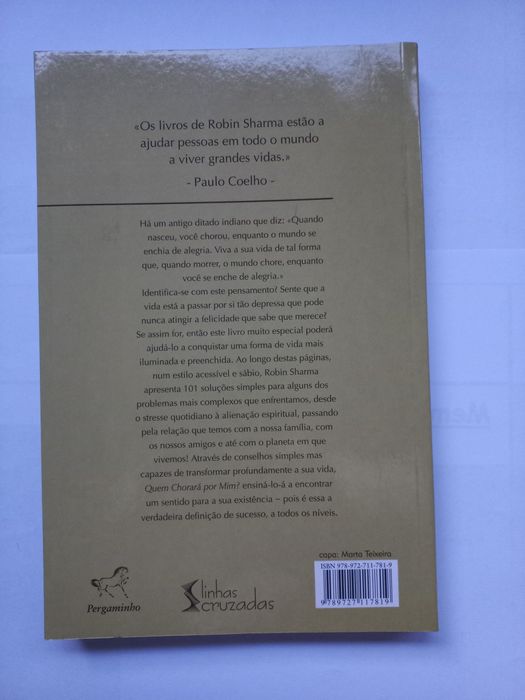 «Os livros de Robin Sharma estão a
ajudar pessoas em todo o mundo
a viver grandes vidas.»
- Paulo Coelho -
Há um antigo ditado indiano que diz: «Quando
nasceu, você chorou, enquanto o mundo se
enchia de alegria. Viva a sua vida de tal forma
que, quando morrer, o mundo chore, enquanto
você se enche de alegria.»
Identifica-se com este pensamento? Sente que a
vida está a passar por si tão depressa que pode
nunca atingir a felicidade que sabe que merece?
Se assim for, então este livro muito especial poderá
ajudá-lo a conquistar uma forma de vida mais
iluminada e preenchida. Ao longo destas páginas,
num estilo acessível e sábio, Robin Sharma
apresenta 101 soluções simples para alguns dos
problemas mais complexos que enfrentamos, desde
o stresse quotidiano à alienação espiritual, passando
pela relação que temos com a nossa família, com
os nossos amigos e até com o planeta em que
vivemos! Através de conselhos simples mas
capazes de transformar profundamente a sua vida,
Quem Chorará por Mim? ensiná-lo-á a encontrar
um sentido para a sua existência – pois é essa a
verdadeira definição de sucesso, a todos os níveis.
capa: Marta Teixeira
ISBN 978-972-711-781-9
9 789727 117819
Pergaminho
linhas
cruzadas